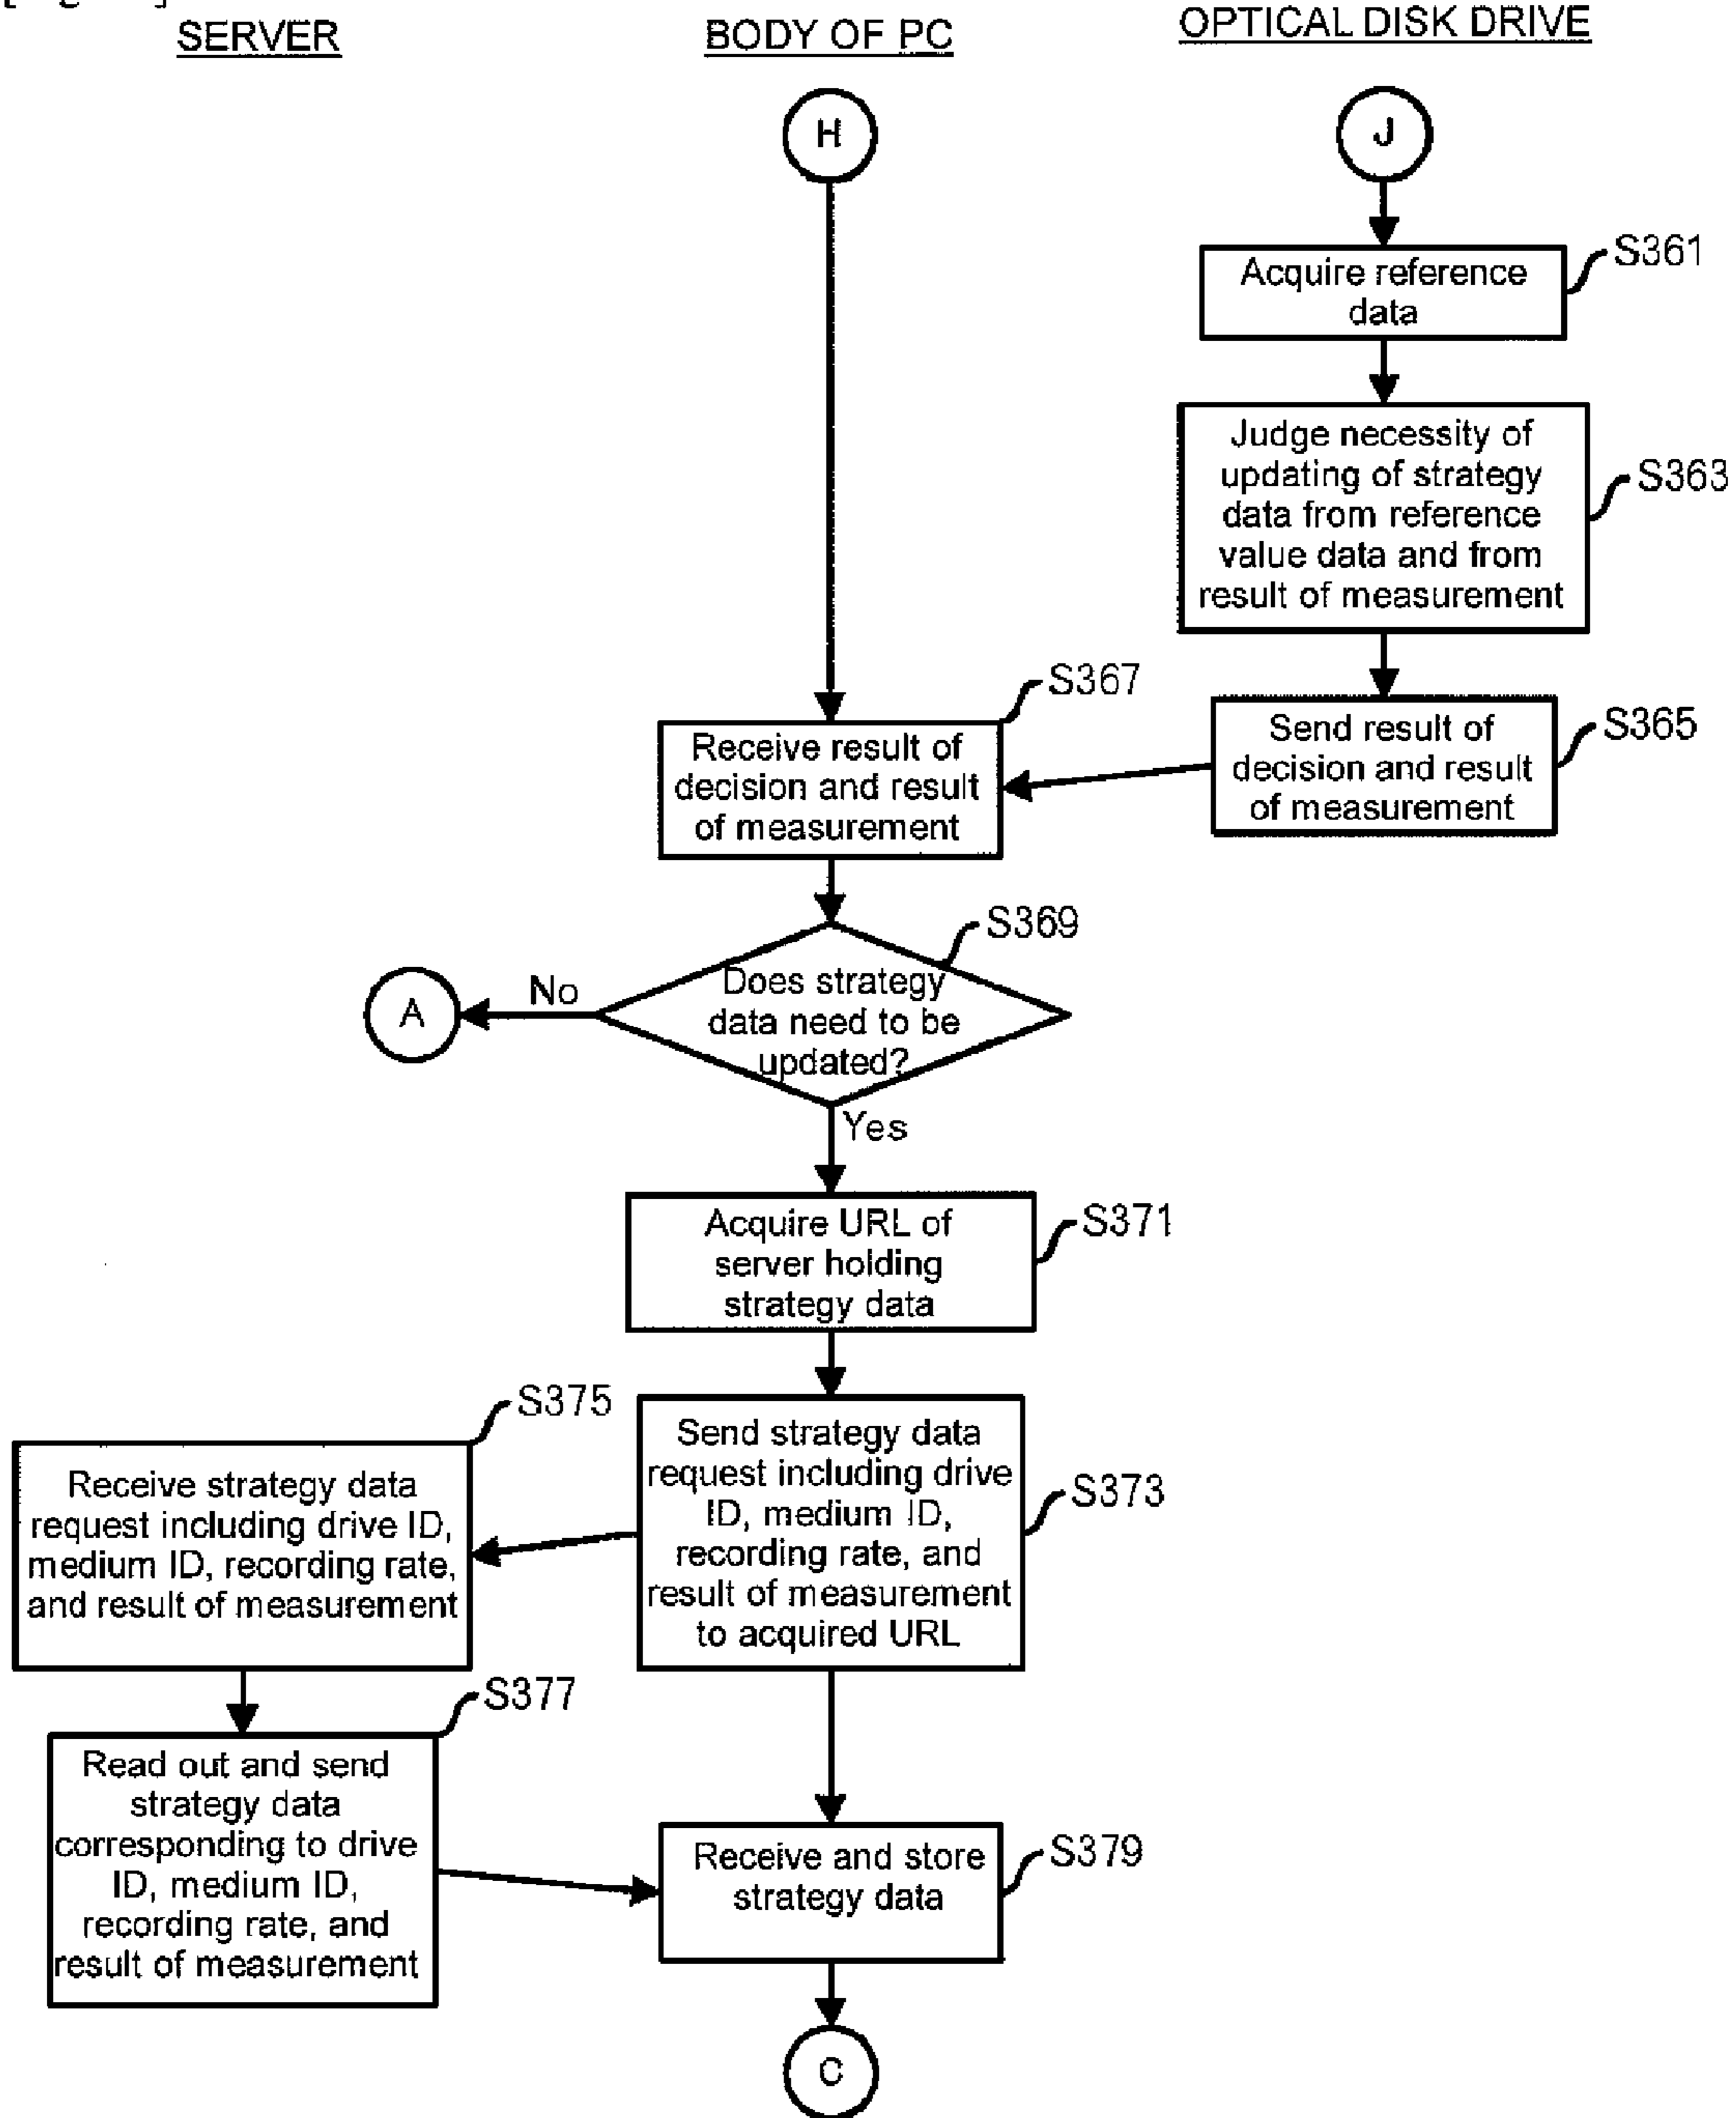 SERVER
BODY OF PC
OPTICAL DISK DRIVE
H
J
S361
Acquire reference
data
Judge necessity of
updating of strategy
data from reference
value data and from
result of measurement
S363
S367
Receive result of
decision and result
of measurement
Send result of
decision and result
of measurement
S365
S369
Does strategy
data need to be
updated?
No
A
Yes
Acquire URL of
server holding
strategy data
S371
S375
Receive strategy data
request including drive ID,
medium ID, recording rate,
and result of measurement
Send strategy data
request including drive
ID, medium ID,
recording rate, and
result of measurement
to acquired URL
S373
S377
Read out and send
strategy data
corresponding to drive
ID, medium ID,
recording rate, and
result of measurement
Receive and store
strategy data
S379
C